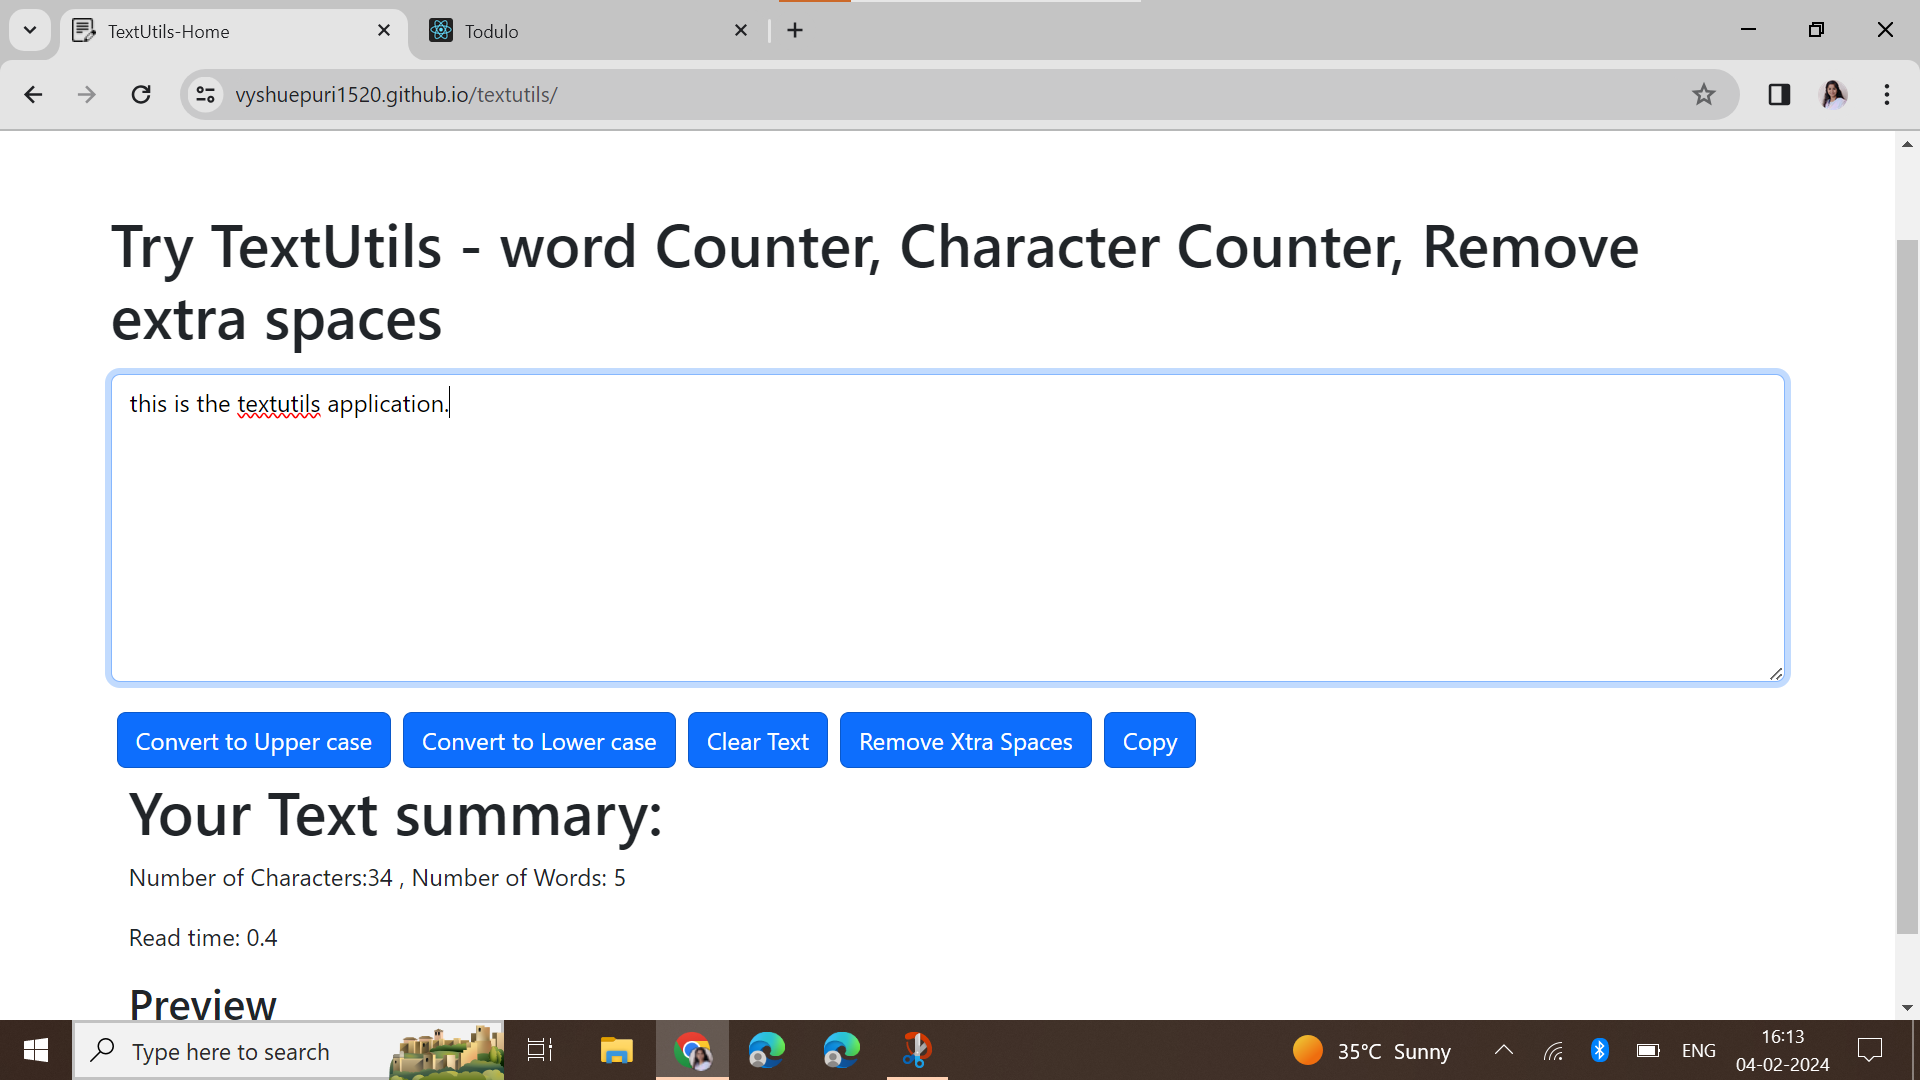 TextUtils-Home
Todulo
vyshuepuri1520.github.io/textutils/
Try TextUtils - word Counter, Character Counter, Remove
extra spaces
this is the textutils application.
Convert to Upper case Convert to Lower case Clear Text Remove Xtra Spaces Copy
Your Text summary:
Number of Characters:34 , Number of Words: 5
Read time: 0.4
Preview
Type here to search
35°C Sunny
ENG
16:13
04-02-2024